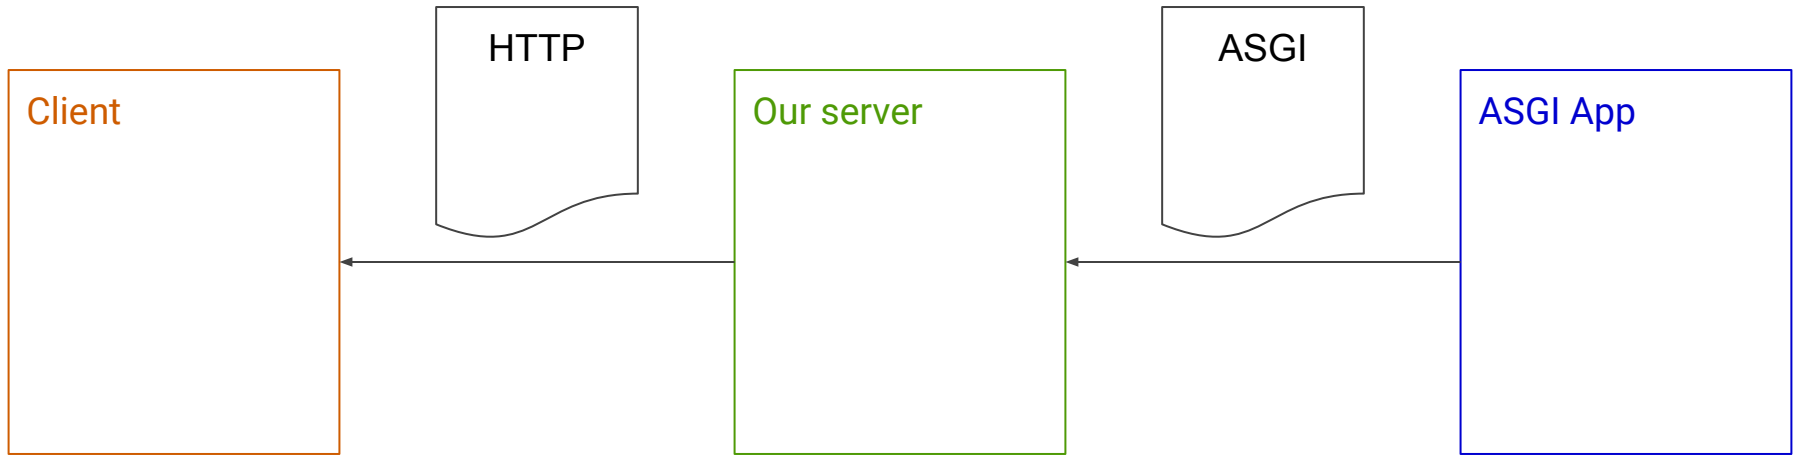 HTTP
ASGI
Client
Our server
ASGI App